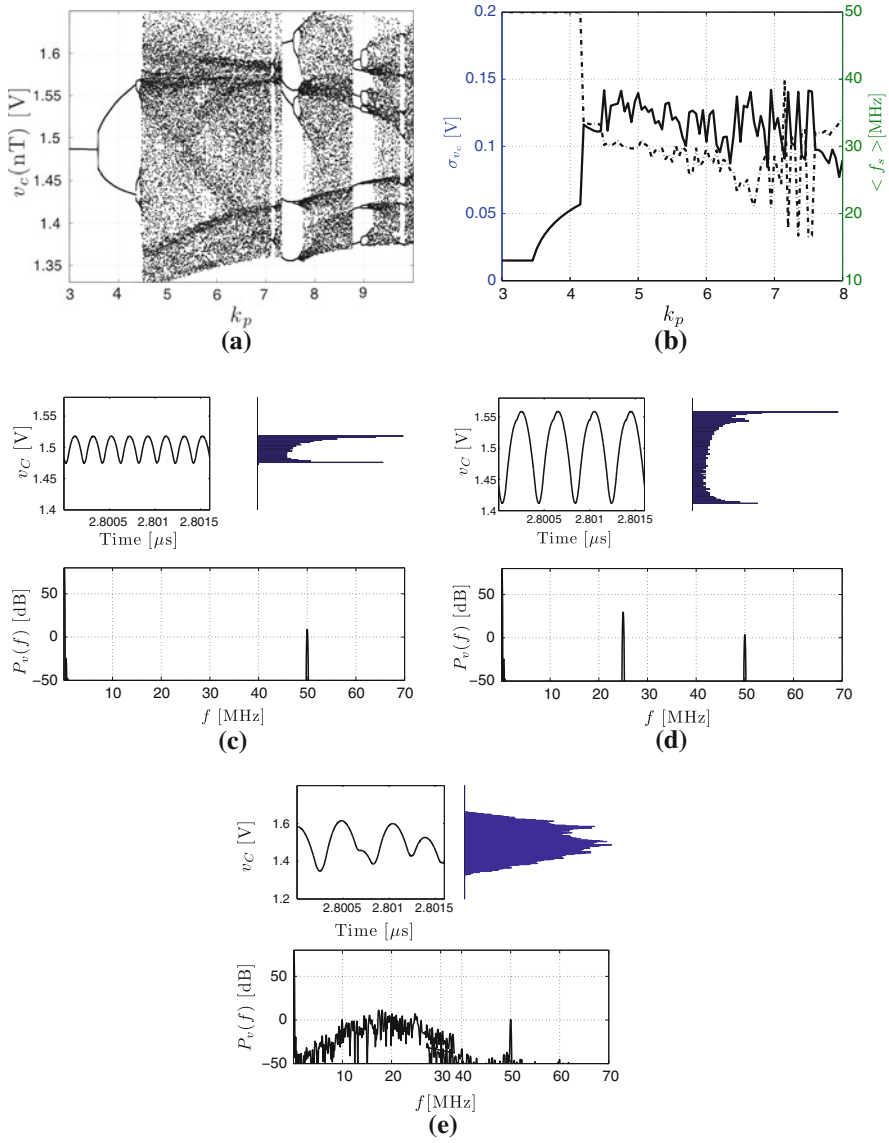 v_c(nT) [V]
1.6
1.55
1.5
1.45
1.4
1.35
3 4 5 6 7 8 9
k_p
(a)
σ_{v_c} [V]
0.2
0.15
0.1
0.05
0
50
40
30
20
10
< f_s >[MHz]
3 4 5 6 7 8
k_p
(b)
v_C [V]
1.55
1.5
1.45
1.4
2.8005 2.801 2.8015
Time [μs]
P_v(f) [dB]
50
0
−50
10 20 30 40 50 60 70
f [MHz]
(c)
v_C [V]
1.55
1.5
1.45
1.4
2.8005 2.801 2.8015
Time [μs]
P_v(f) [dB]
50
0
−50
10 20 30 40 50 60 70
f [MHz]
(d)
v_C [V]
1.6
1.4
1.2
2.8005 2.801 2.8015
Time [μs]
P_v(f) [dB]
50
0
−50
10 20 30 40 50 60 70
f[MHz]
(e)